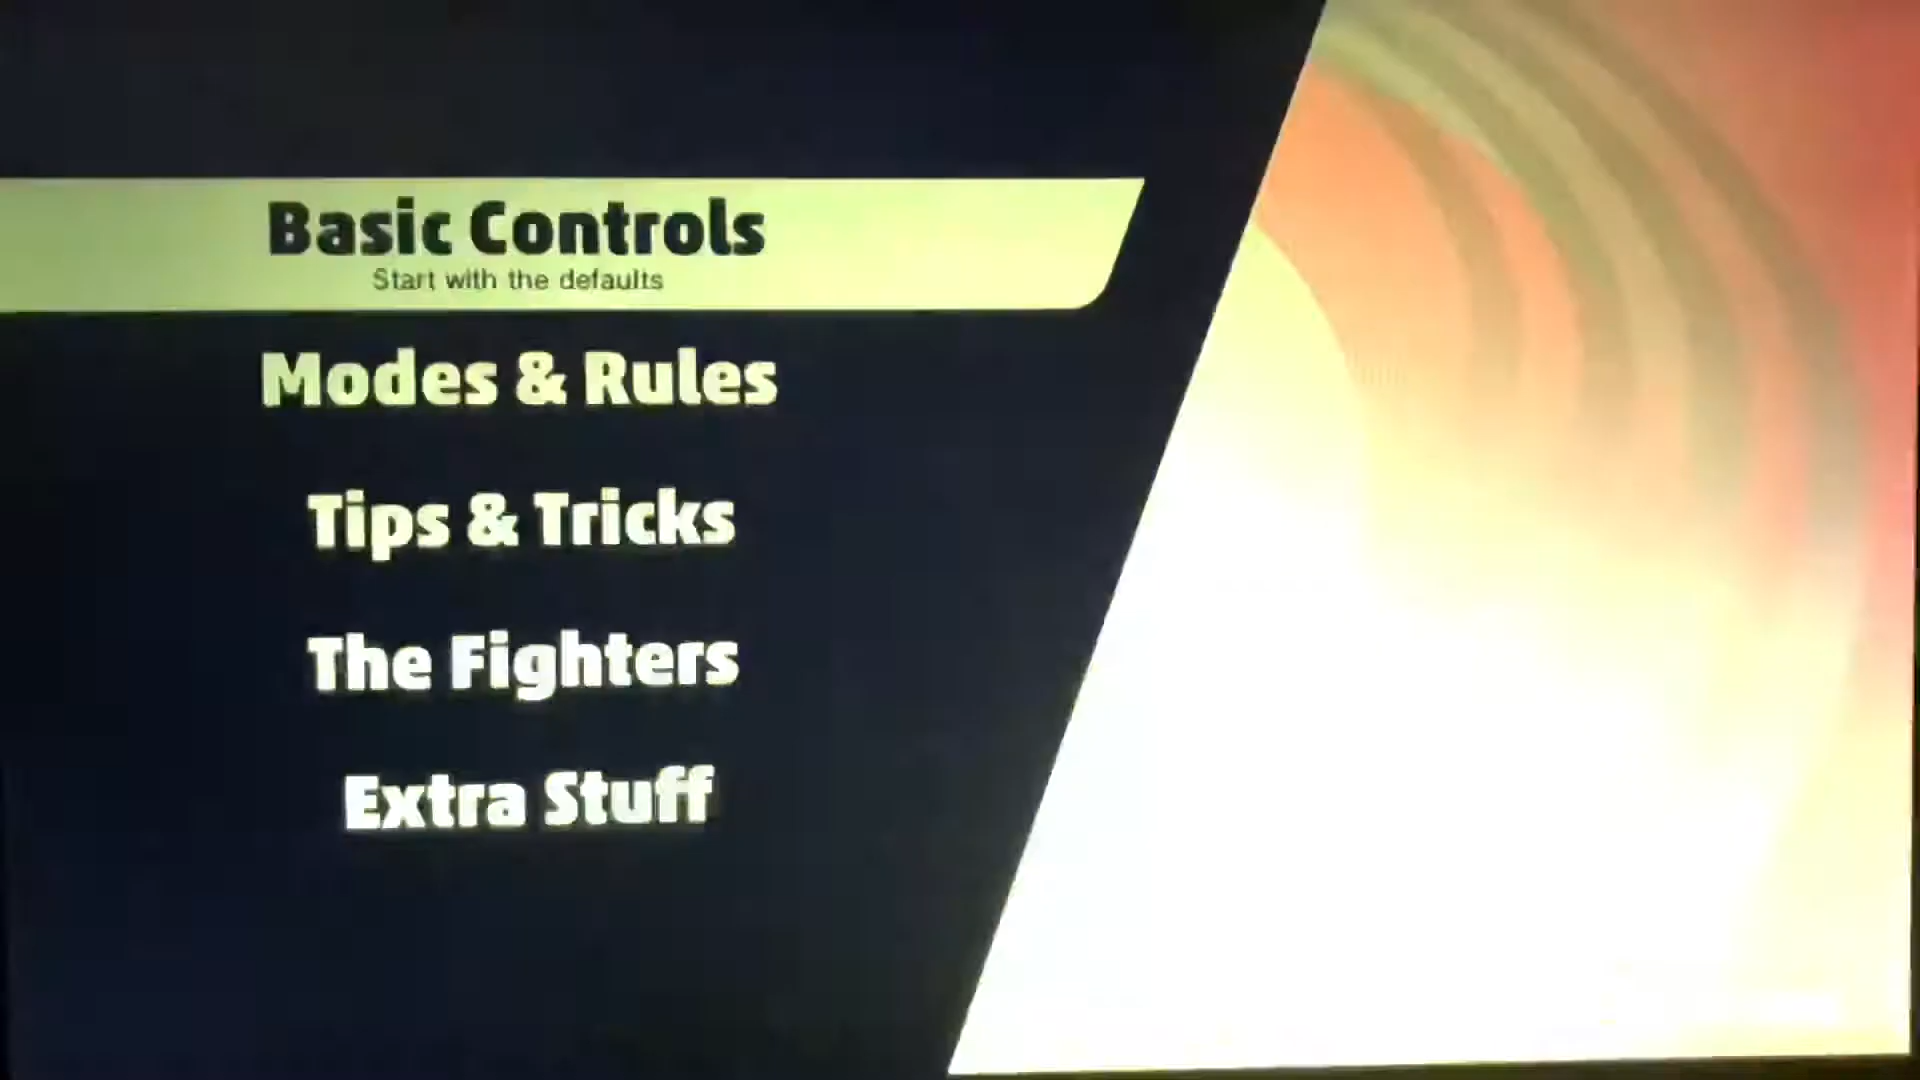 Basic Controls
Start with the defaults
Modes & Rules
Tips & Tricks
The Fighters
Extra Stuff